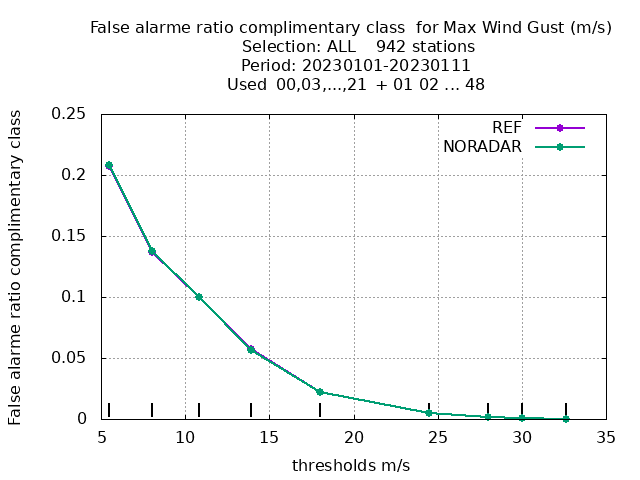 False alarme ratio complimentary class  for Max Wind Gust (m/s)
Selection: ALL    942 stations
Period: 20230101-20230111
Used  00,03,...,21  + 01 02 ... 48
False alarme ratio complimentary class
0.25
0.2
0.15
0.1
0.05
0
REF
NORADAR
5 10 15 20 25 30 35
thresholds m/s